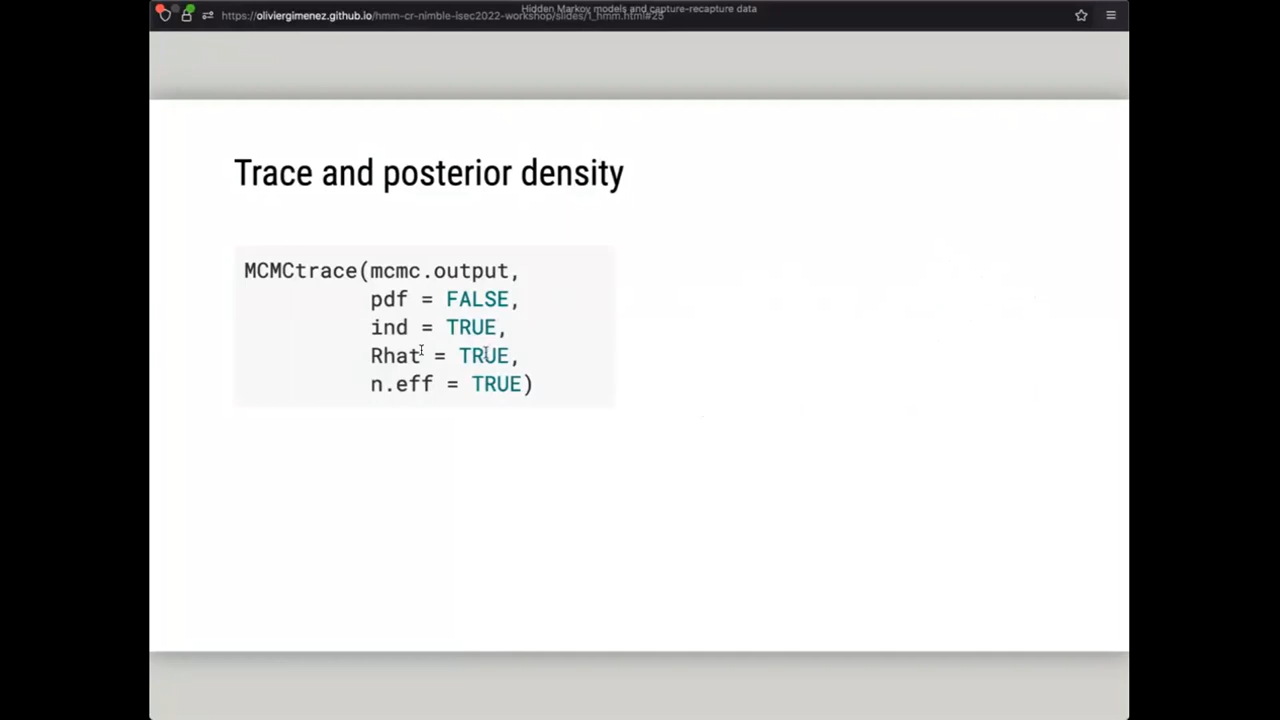 Hidden Markov models and capture-recapture data
https://oliviergimenez.github.io/hmm-cr-nimble-isec2022-workshop/slides/1_hmm.html#25
Trace and posterior density
MCMCtrace(mcmc.output,
pdf = FALSE,
ind = TRUE,
Rhat = TRUE,
n.eff = TRUE)